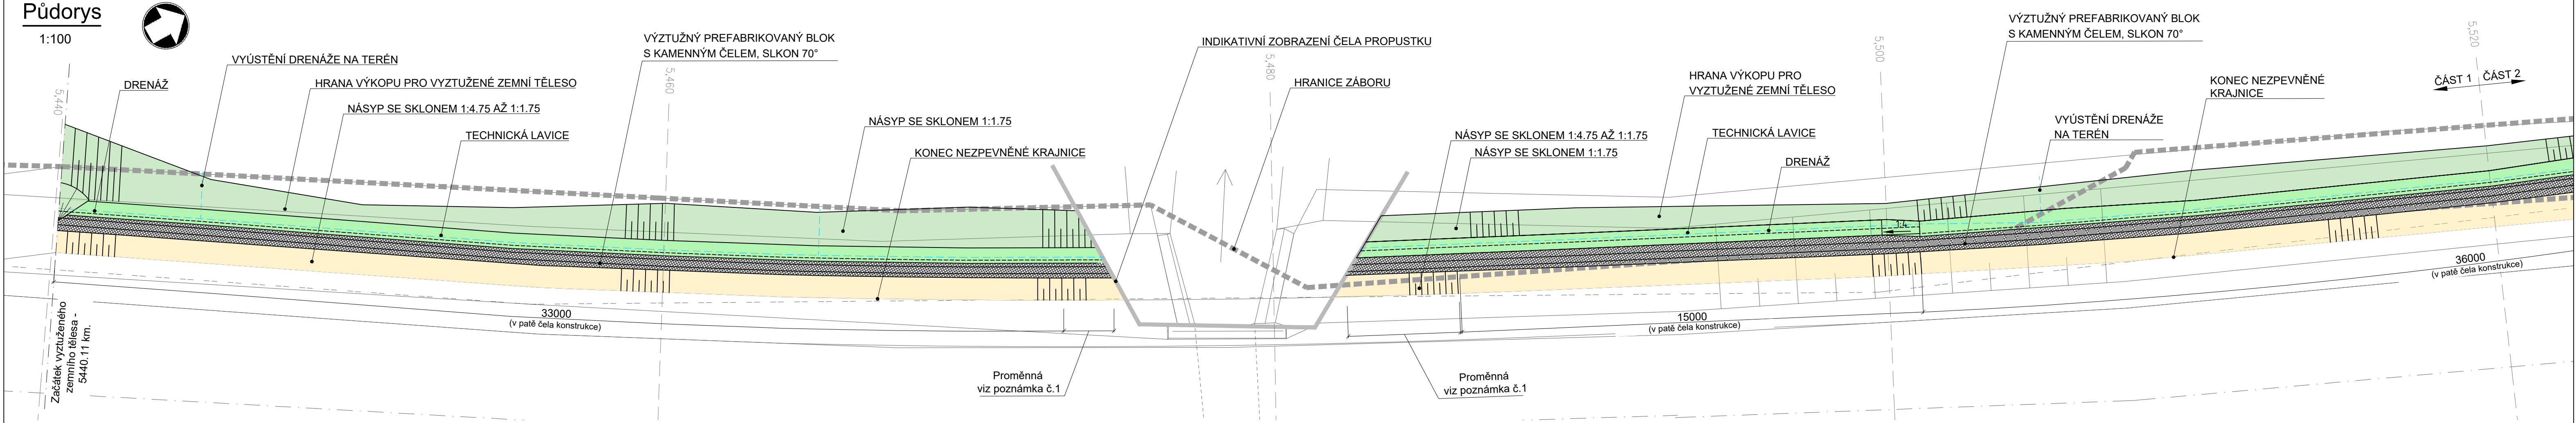 Půdorys
1:100
DRENÁŽ
VYÚSTĚNÍ DRENÁŽE NA TERÉN
HRANA VÝKOPU PRO VYZTUŽENÉ ZEMNÍ TĚLESO
NÁSYP SE SKLONEM 1:4.75 AŽ 1:1.75
TECHNICKÁ LAVICE
VÝZTUŽNÝ PREFABRIKOVANÝ BLOK
S KAMENNÝM ČELEM, SLKON 70°
NÁSYP SE SKLONEM 1:1.75
KONEC NEZPEVNĚNÉ KRAJNICE
INDIKATIVNÍ ZOBRAZENÍ ČELA PROPUSTKU
HRANICE ZÁBORU
NÁSYP SE SKLONEM 1:4.75 AŽ 1:1.75
NÁSYP SE SKLONEM 1:1.75
HRANA VÝKOPU PRO
VYZTUŽENÉ ZEMNÍ TĚLESO
TECHNICKÁ LAVICE
DRENÁŽ
VÝZTUŽNÝ PREFABRIKOVANÝ BLOK
S KAMENNÝM ČELEM, SLKON 70°
VYÚSTĚNÍ DRENÁŽE
NA TERÉN
KONEC NEZPEVNĚNÉ
KRAJNICE
ČÁST 1 ČÁST 2
5,440
5,460
5,480
5,500
5,520
1:4
Začátek vyztuženého
zemního tělesa -
5440.11 km.
33000
(v patě čela konstrukce)
Proměnná
viz poznámka č.1
Proměnná
viz poznámka č.1
15000
(v patě čela konstrukce)
36000
(v patě čela konstrukce)